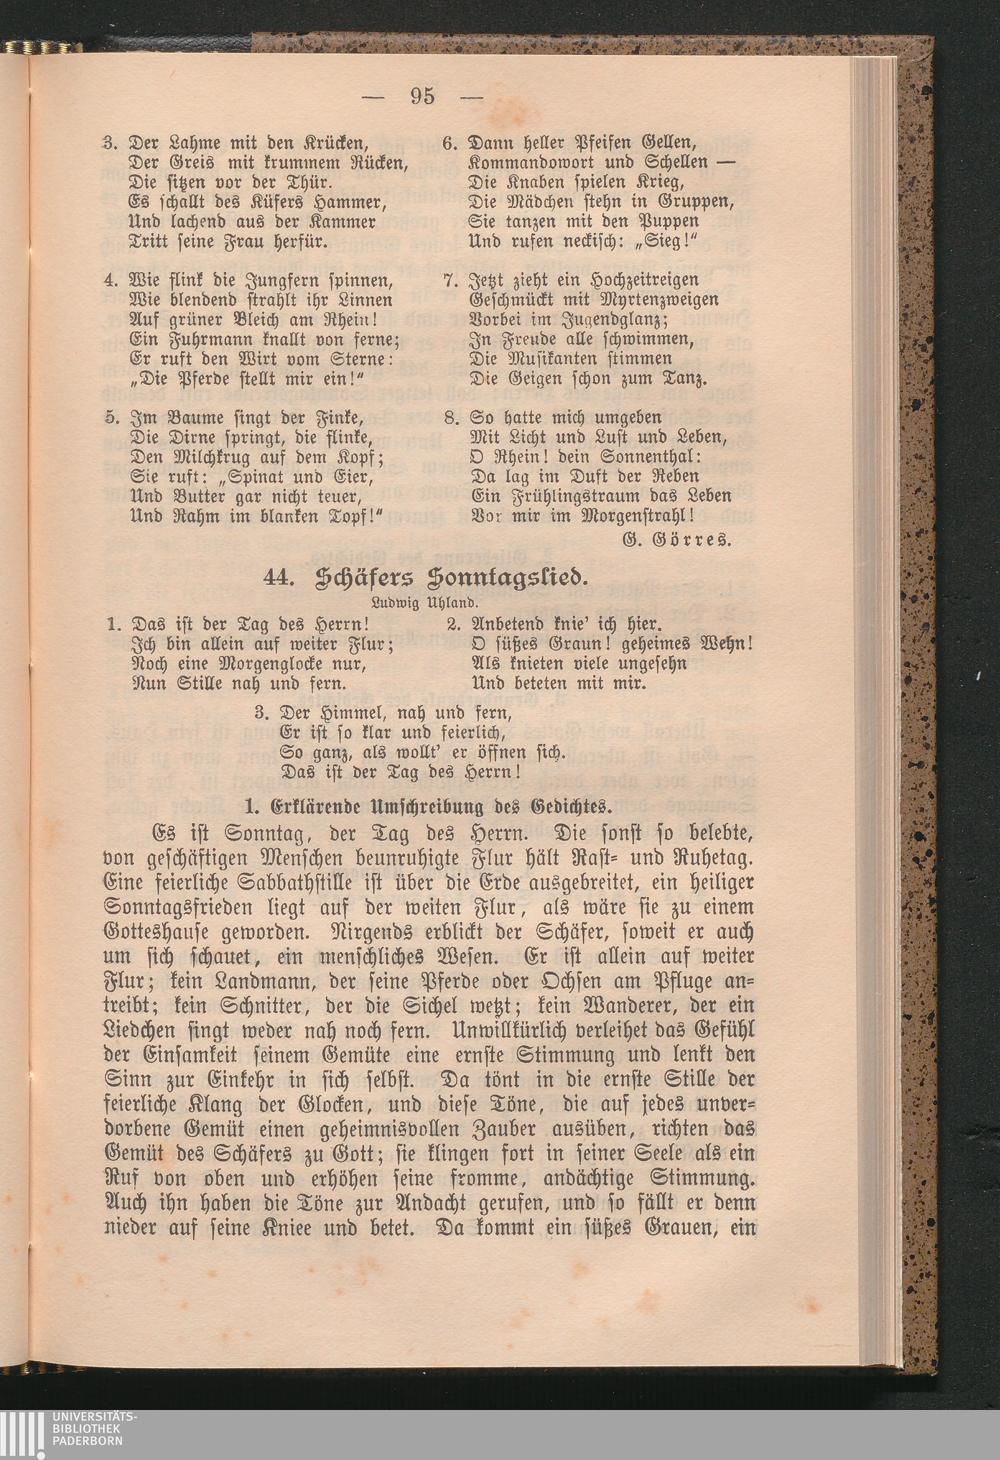 — 95 —
3. Der Lahme mit den Krücken,
Der Greis mit krummem Rücken,
Die sitzen vor der Thür.
Es schallt des Küfers Hammer,
Und lachend aus der Kammer
Tritt seine Frau herfür.
4. Wie flink die Jungfern spinnen,
Wie blendend strahlt ihr Linnen
Auf grüner Bleich am Rhein!
Ein Fuhrmann knallt von ferne;
Er ruft den Wirt vom Sterne:
„Die Pferde stellt mir ein!“
5. Im Baume singt der Finke,
Die Dirne springt, die flinke,
Den Milchkrug auf dem Kopf;
Sie ruft: „Spinat und Eier,
Und Butter gar nicht teuer,
Und Rahm im blanken Topf!“
6. Dann heller Pfeifen Gellen,
Kommandowort und Schellen —
Die Knaben spielen Krieg,
Die Mädchen stehn in Gruppen,
Sie tanzen mit den Puppen
Und rufen neckisch: „Sieg!“
7. Jetzt zieht ein Hochzeitreigen
Geschmückt mit Myrtenzweigen
Vorbei im Jugendglanz;
In Freude alle schwimmen,
Die Musikanten stimmen
Die Geigen schon zum Tanz.
8. So hatte mich umgeben
Mit Licht und Lust und Leben,
O Rhein! dein Sonnenthal:
Da lag im Duft der Reben
Ein Frühlingstraum das Leben
Vor mir im Morgenstrahl!
G. Görres.
44. Schäfers Sonntagslied.
Ludwig Uhland.
1. Das ist der Tag des Herrn!
Ich bin allein auf weiter Flur;
Noch eine Morgenglocke nur,
Nun Stille nah und fern.
2. Anbetend knie' ich hier.
O süßes Graun! geheimes Wehn!
Als knieten viele ungesehn
Und beteten mit mir.
3. Der Himmel, nah und fern,
Er ist so klar und feierlich,
So ganz, als wollt' er öffnen sich.
Das ist der Tag des Herrn!
1. Erklärende Umschreibung des Gedichtes.
Es ist Sonntag, der Tag des Herrn. Die sonst so belebte,
von geschäftigen Menschen beunruhigte Flur hält Rast- und Ruhetag.
Eine feierliche Sabbathstille ist über die Erde ausgebreitet, ein heiliger
Sonntagsfrieden liegt auf der weiten Flur, als wäre sie zu einem
Gotteshause geworden. Nirgends erblickt der Schäfer, soweit er auch
um sich schauet, ein menschliches Wesen. Er ist allein auf weiter
Flur; kein Landmann, der seine Pferde oder Ochsen am Pfluge an-
treibt; kein Schnitter, der die Sichel wetzt; kein Wanderer, der ein
Liedchen singt weder nah noch fern. Unwillkürlich verleihet das Gefühl
der Einsamkeit seinem Gemüte eine ernste Stimmung und lenkt den
Sinn zur Einkehr in sich selbst. Da tönt in die ernste Stille der
feierliche Klang der Glocken, und diese Töne, die auf jedes unver-
dorbene Gemüt einen geheimnisvollen Zauber ausüben, richten das
Gemüt des Schäfers zu Gott; sie klingen fort in seiner Seele als ein
Ruf von oben und erhöhen seine fromme, andächtige Stimmung.
Auch ihn haben die Töne zur Andacht gerufen, und so fällt er denn
nieder auf seine Kniee und betet. Da kommt ein süßes Grauen, ein
UNIVERSITÄTS-
BIBLIOTHEK
PADERBORN